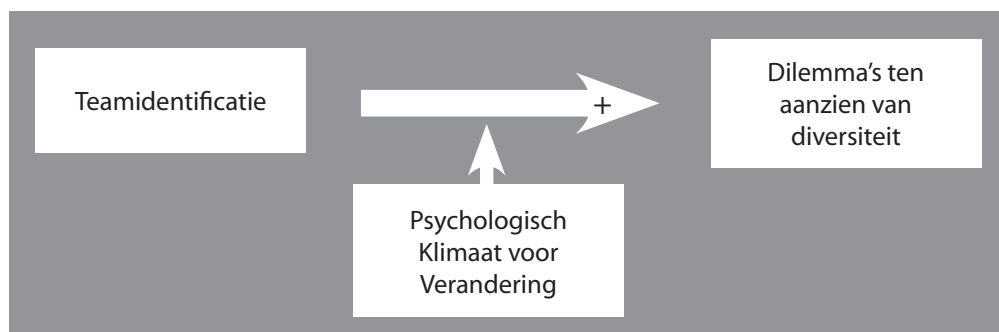 Teamidentificatie
+
Dilemma's ten
aanzien van
diversiteit
Psychologisch
Klimaat voor
Verandering